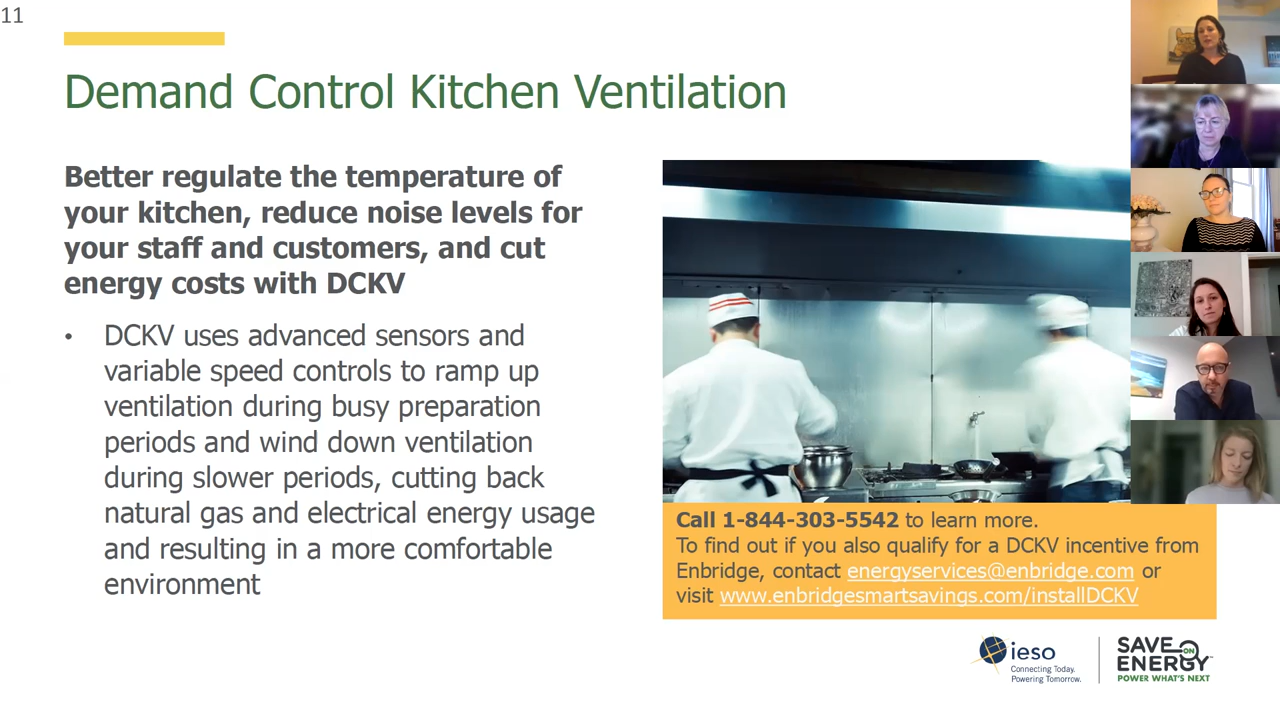 11
Demand Control Kitchen Ventilation
Better regulate the temperature of
your kitchen, reduce noise levels for
your staff and customers, and cut
energy costs with DCKV
• DCKV uses advanced sensors and
variable speed controls to ramp up
ventilation during busy preparation
periods and wind down ventilation
during slower periods, cutting back
natural gas and electrical energy usage
and resulting in a more comfortable
environment
Call 1-844-303-5542 to learn more.
To find out if you also qualify for a DCKV incentive from
Enbridge, contact energyservices@enbridge.com or
visit www.enbridgesmartsavings.com/installDCKV
ieso
Connecting Today.
Powering Tomorrow.
SAVE
ON
ENERGY
POWER WHAT'S NEXT